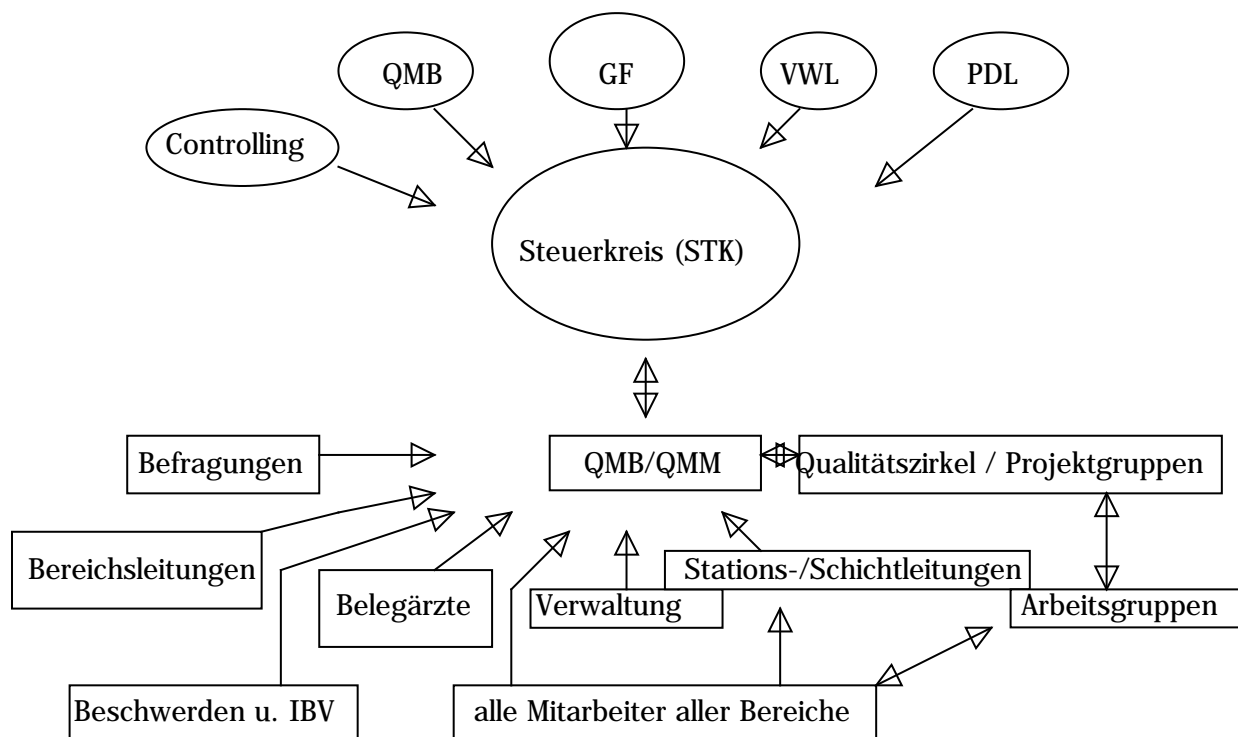 QMB
GF
VWL
PDL
Controlling
Steuerkreis (STK)
Befragungen
QMB/QMM
Qualitätszirkel / Projektgruppen
Bereichsleitungen
Stations-/Schichtleitungen
Belegärzte
Verwaltung
Arbeitsgruppen
Beschwerden u. IBV
alle Mitarbeiter aller Bereiche